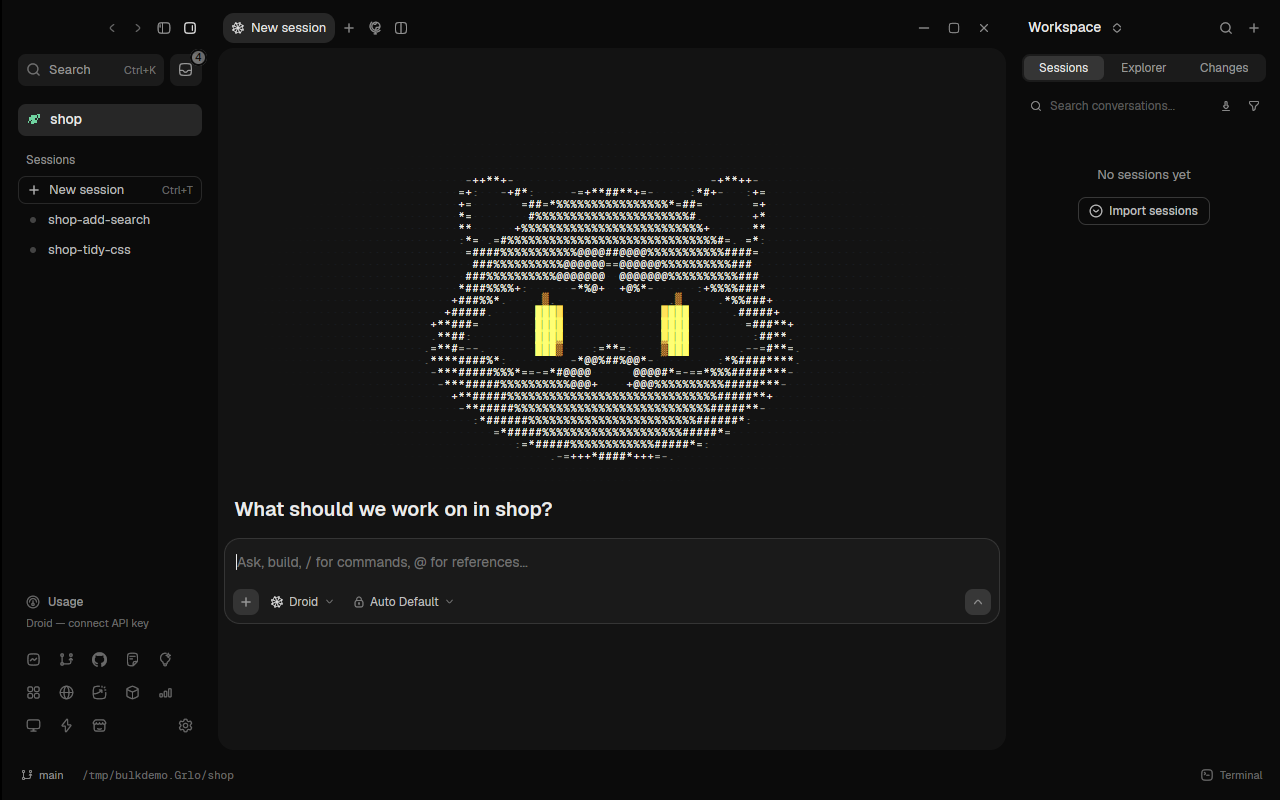 New session
Workspace
Search Ctrl+K
4
Sessions Explorer Changes
Search conversations...
shop
Sessions
New session Ctrl+T
shop-add-search
shop-tidy-css
No sessions yet
Import sessions
What should we work on in shop?
Ask, build, / for commands, @ for references...
Droid
Auto Default
Usage
Droid — connect API key
main
/tmp/bulkdemo.Grlo/shop
Terminal